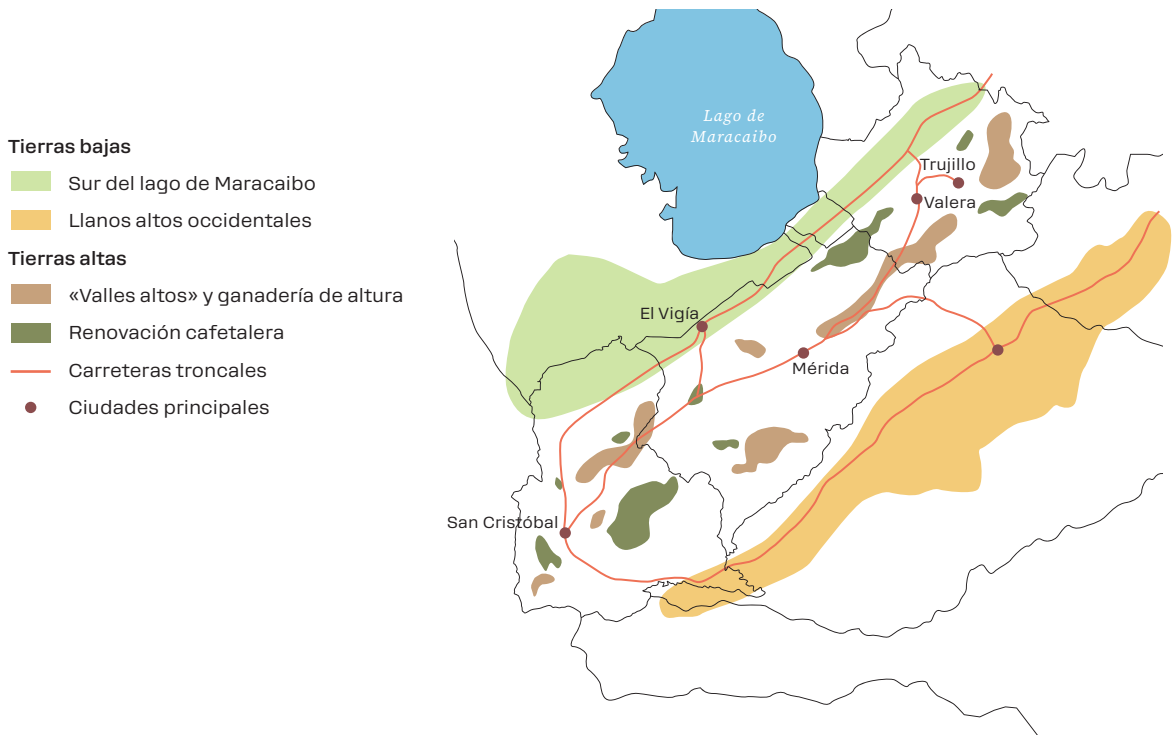 Tierras bajas
Sur del lago de Maracaibo
Llanos altos occidentales
Tierras altas
«Valles altos» y ganadería de altura
Renovación cafetalera
Carreteras troncales
Ciudades principales
Lago de
Maracaibo
Trujillo
Valera
El Vigía
Mérida
San Cristóbal